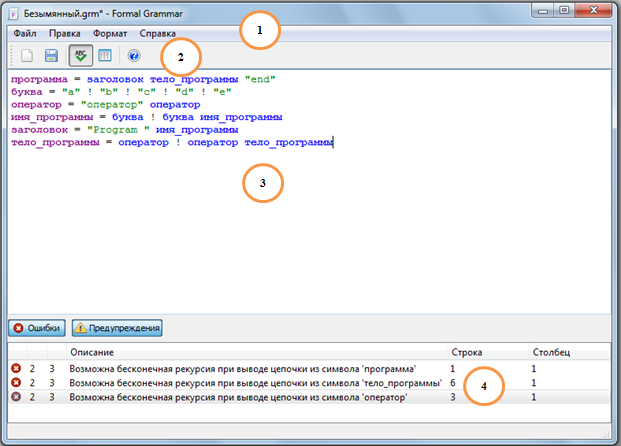 Безымянный.grm* - Formal Grammar
Файл Правка Формат Справка
1
ABC
2
программа = заголовок тело_программы "end"
буква = "a" ! "b" ! "c" ! "d" ! "e"
оператор = "оператор" оператор
имя_программы = буква ! буква имя_программы
заголовок = "Program " имя_программы
тело_программы = оператор ! оператор тело_программы
3
Ошибки Предупреждения
Описание Строка Столбец
2 3 Возможна бесконечная рекурсия при выводе цепочки из символа 'программа' 1 1
2 3 Возможна бесконечная рекурсия при выводе цепочки из символа 'тело_программы' 6 1
2 3 Возможна бесконечная рекурсия при выводе цепочки из символа 'оператор' 3 1
4